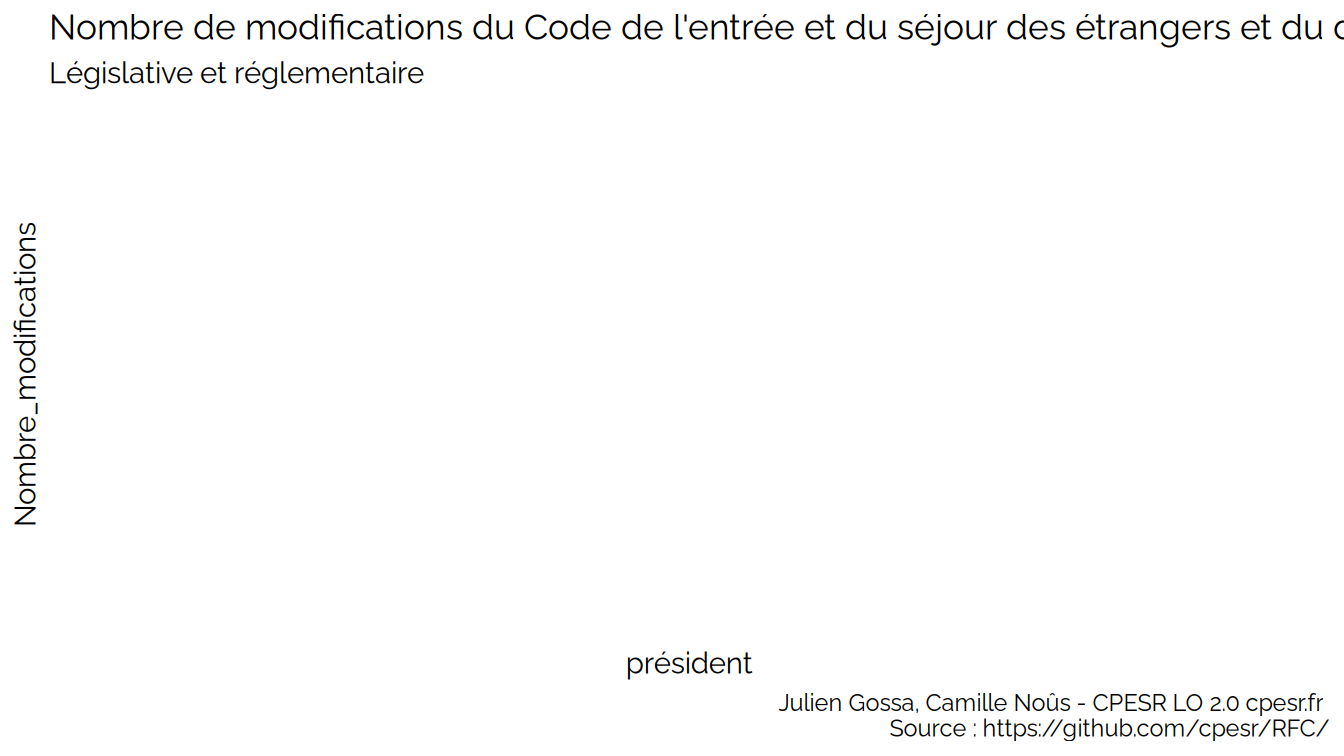 Nombre de modifications du Code de l'entrée et du séjour des étrangers et du
Législative et réglementaire
Nombre_modifications
président
Julien Gossa, Camille Noûs - CPESR LO 2.0 cpesr.fr
Source : https://github.com/cpesr/RFC/